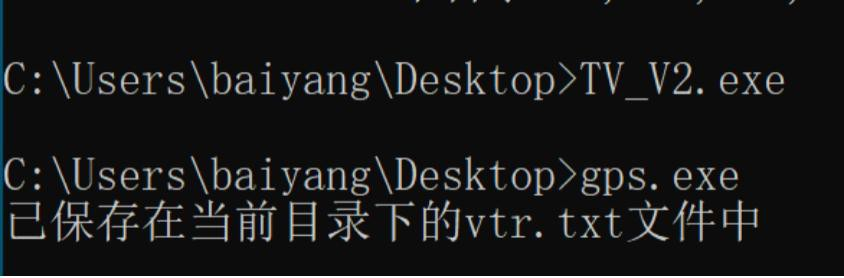 C:\Users\baiyang\Desktop>TV_V2.exe
C:\Users\baiyang\Desktop>gps.exe
已保存在当前目录下的vtr.txt文件中